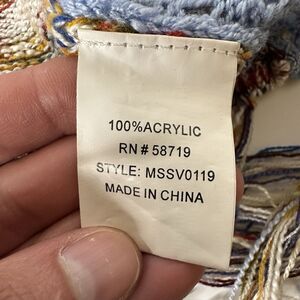 100%ACRYLIC
RN # 58719
STYLE: MSSV0119
MADE IN CHINA